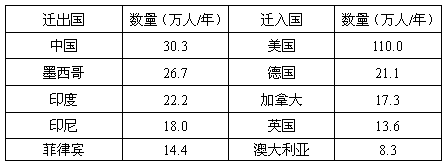 迁出国 数量（万人/年） 迁入国 数量（万人/年）
中国 30.3 美国 110.0
墨西哥 26.7 德国 21.1
印度 22.2 加拿大 17.3
印尼 18.0 英国 13.6
菲律宾 14.4 澳大利亚 8.3